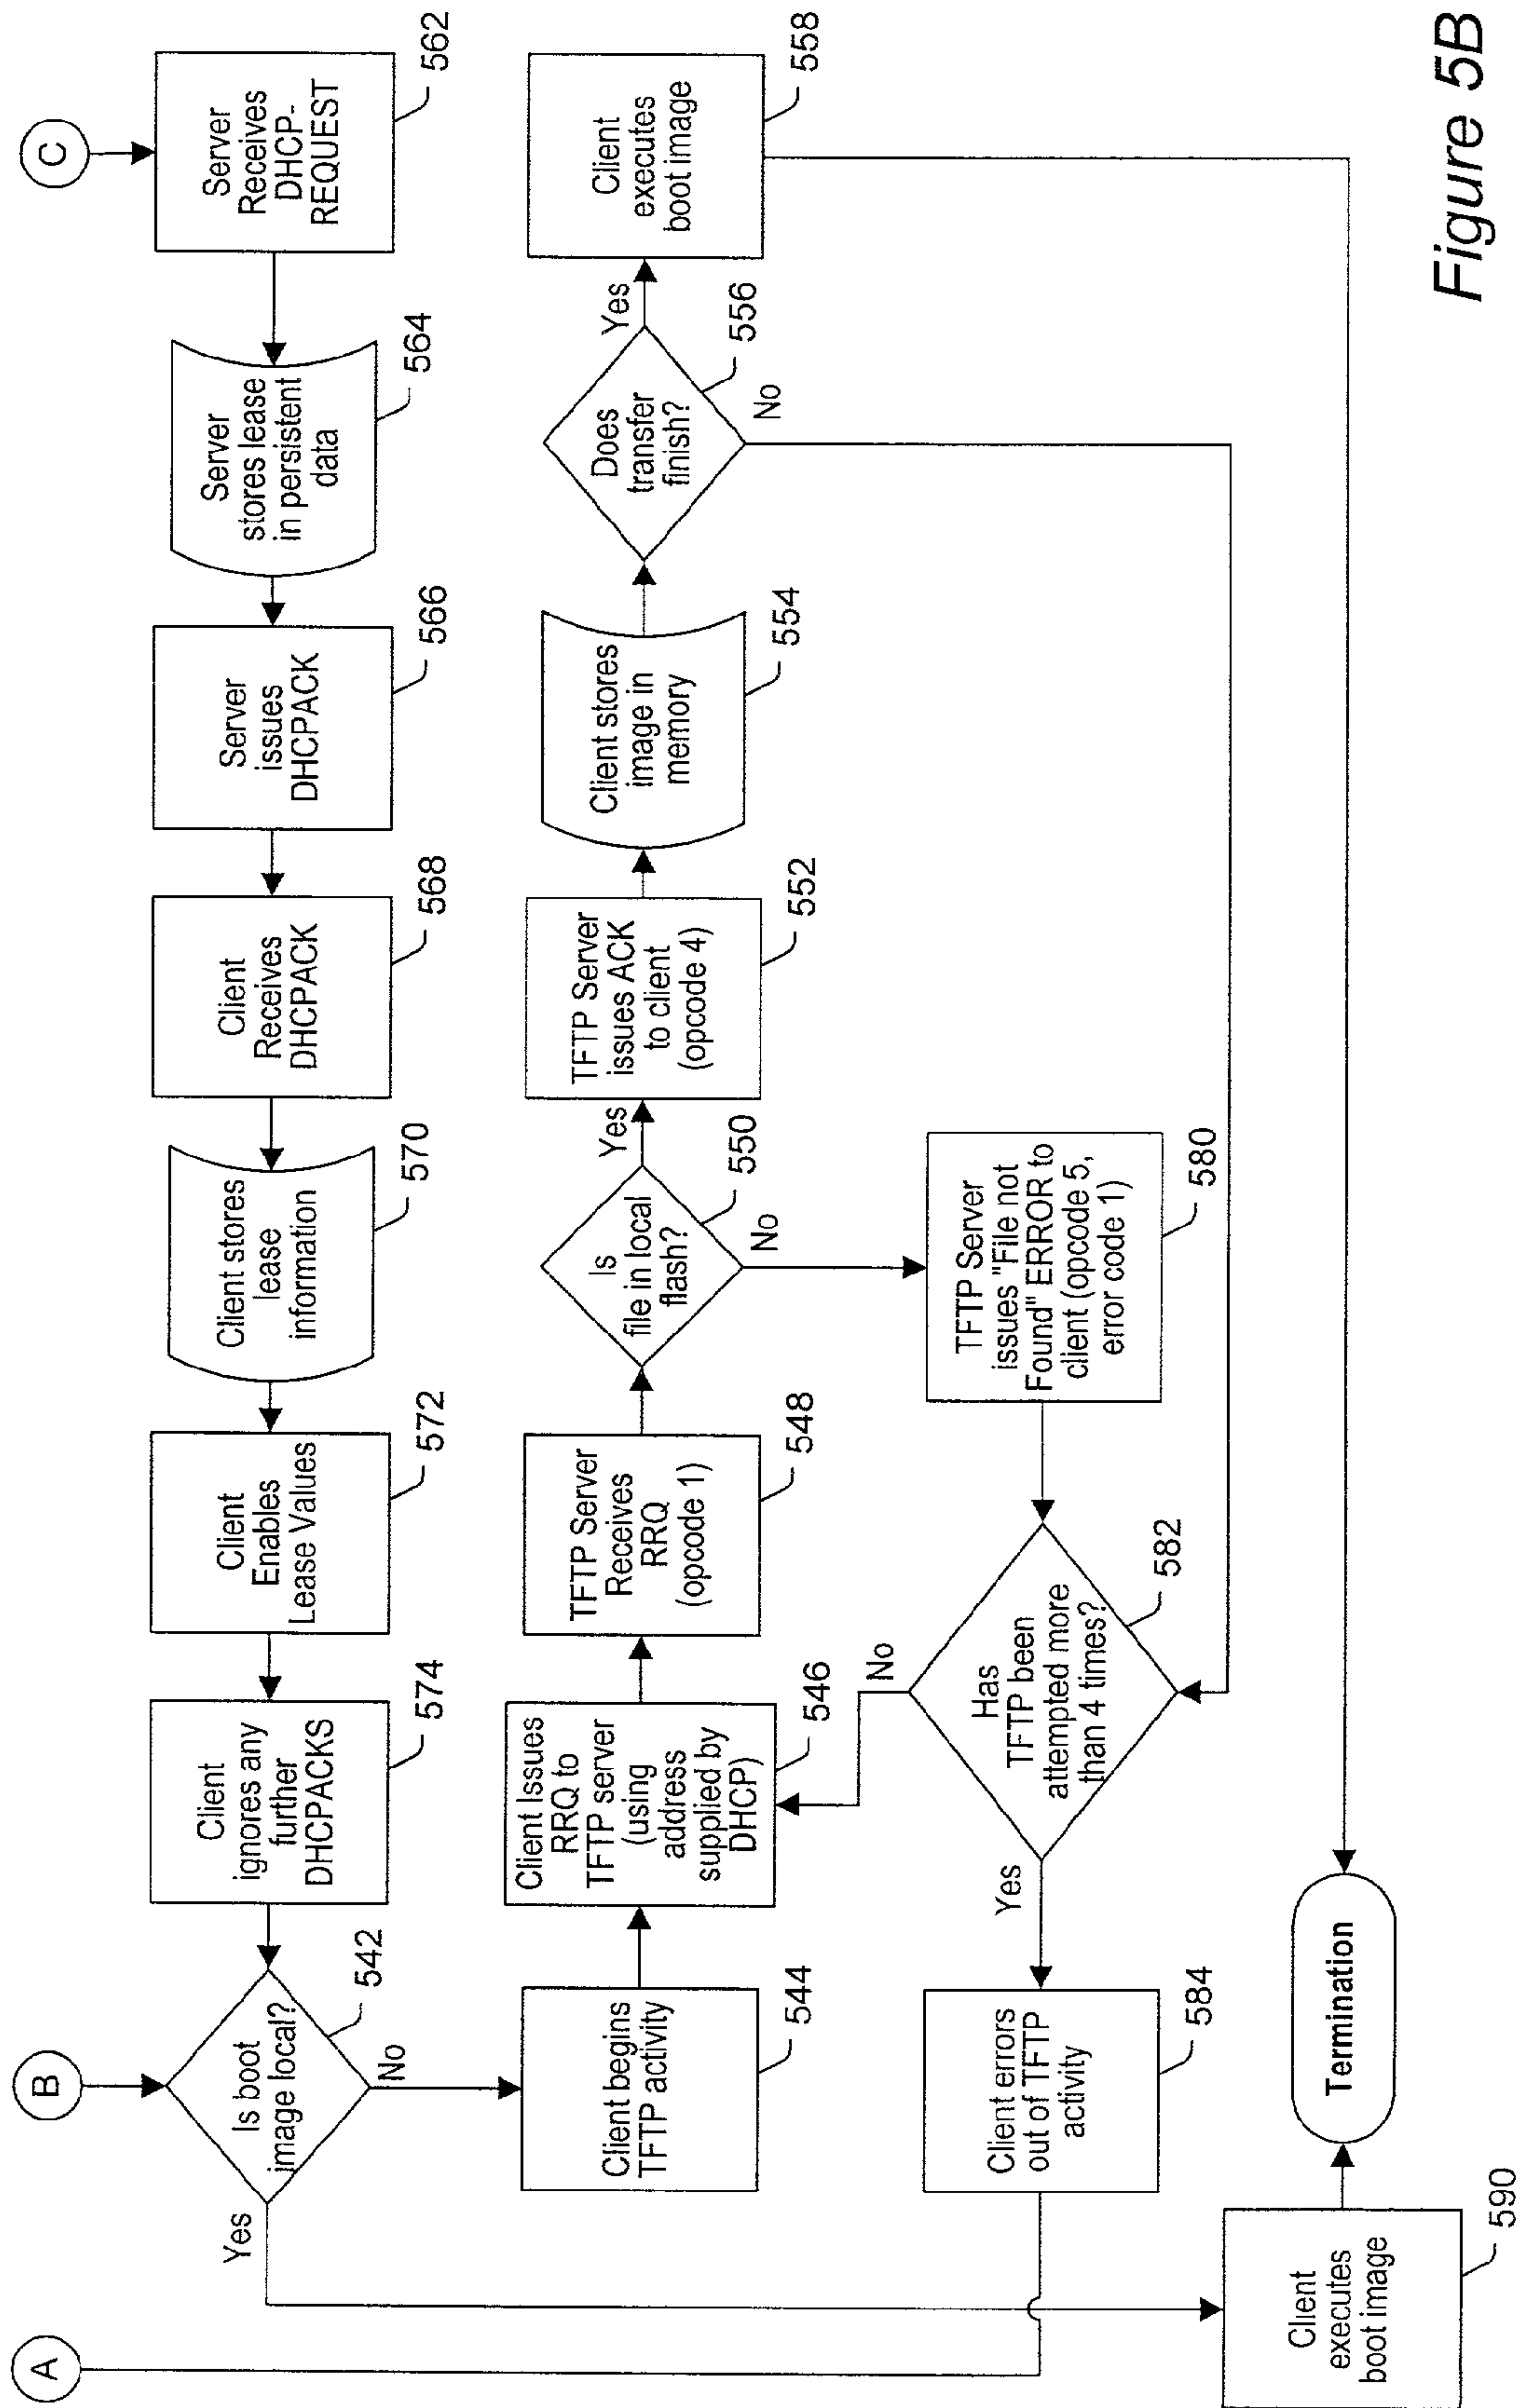 A
B
C
Server
Receives
DHCP-
REQUEST
562
Server
stores lease
in persistent
data
564
Server
issues
DHCPACK
566
Client
Receives
DHCPACK
568
Client stores
lease
information
570
Client
Enables
Lease Values
572
Client
ignores any
further
DHCPACKS
574
Is boot
image local?
542
Yes
No
Client begins
TFTP activity
544
Client Issues
RRQ to
TFTP server
(using
address
supplied by
DHCP)
546
TFTP Server
Receives
RRQ
(opcode 1)
548
Is
file in local
flash?
550
Yes
No
TFTP Server
issues ACK
to client
(opcode 4)
552
Client stores
image in
memory
554
Does
transfer
finish?
556
Yes
No
Client
executes
boot image
558
TFTP Server
issues "File not
Found" ERROR to
client (opcode 5,
error code 1)
580
Has
TFTP been
attempted more
than 4 times?
582
No
Yes
Client errors
out of TFTP
activity
584
Client
executes
boot image
590
Termination
Figure 5B